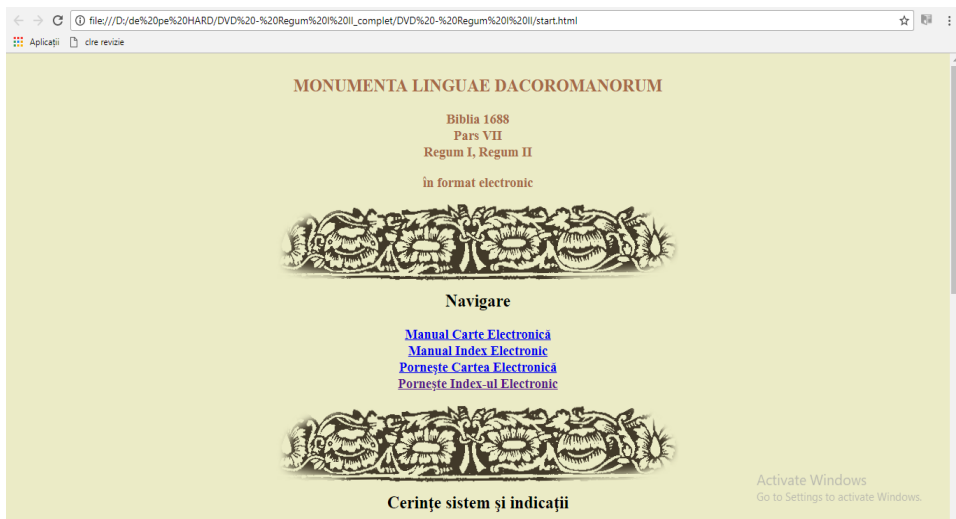 file:///D:/de%20pe%20HARD/DVD%20-%20Regum%20I%20II_complet/DVD%20-%20Regum%20I%20II/start.html
Aplicații clre revizie
MONUMENTA LINGUAE DACOROMANORUM
Biblia 1688
Pars VII
Regum I, Regum II
în format electronic
Navigare
Manual Carte Electronică
Manual Index Electronic
Pornește Cartea Electronică
Pornește Index-ul Electronic
Cerințe sistem şi indicații
Activate Windows
Go to Settings to activate Windows.